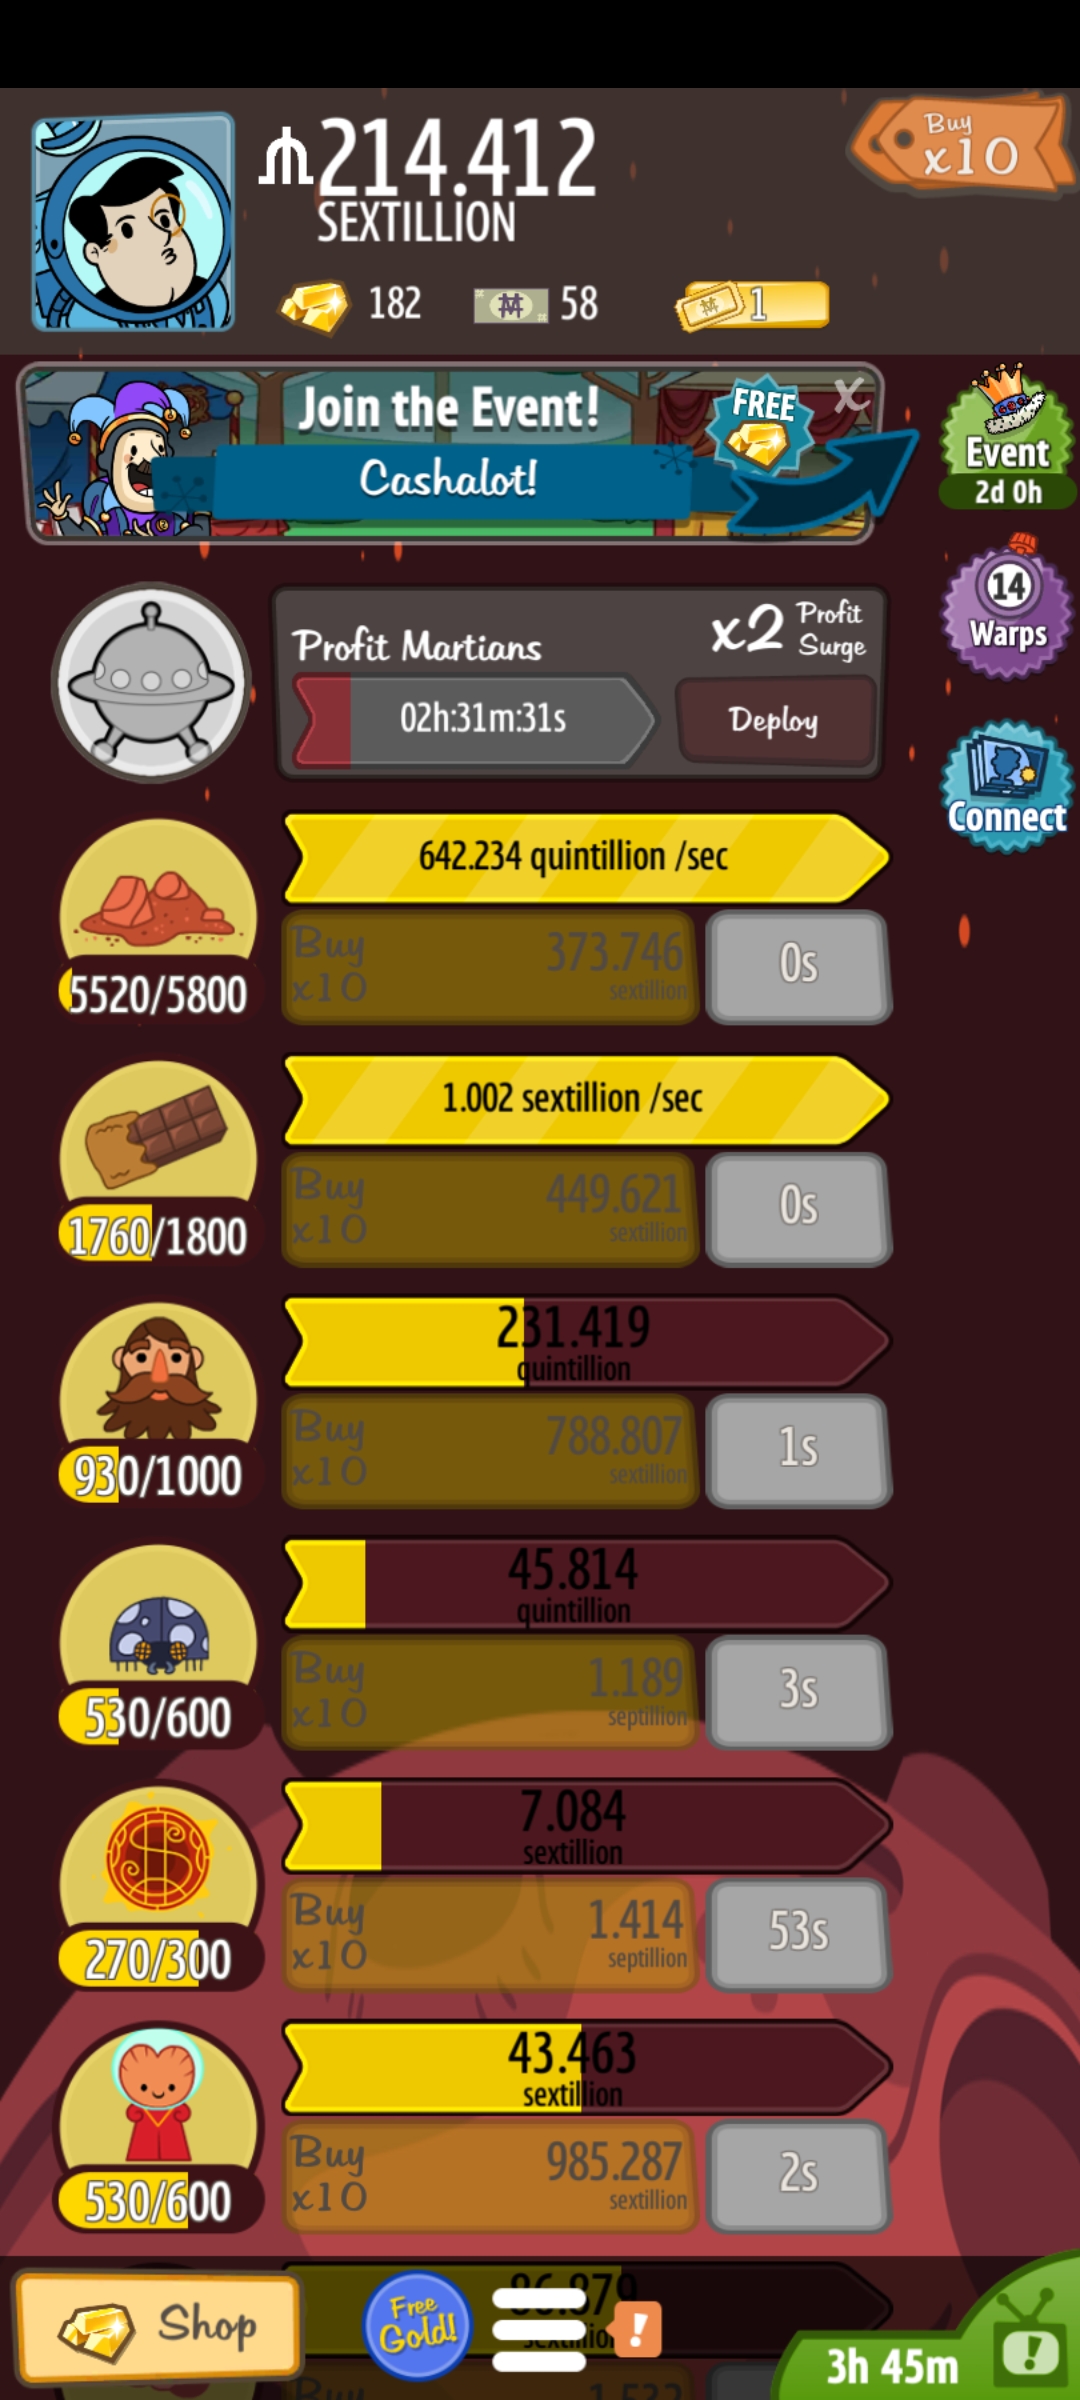 214.412
SEXTILLION
Buy
x10
182
58
1
Join the Event!
FREE
X
Cashalot!
Event
2d 0h
14
Warps
Connect
Profit Martians
x2 Profit
Surge
02h:31m:31s
Deploy
642.234 quintillion /sec
Buy
x10
373.746
sextillion
0s
5520/5800
1.002 sextillion /sec
Buy
x10
449.621
sextillion
0s
1760/1800
231.419
quintillion
Buy
x10
788.807
sextillion
1s
930/1000
45.814
quintillion
Buy
x10
1.189
septillion
3s
530/600
7.084
sextillion
Buy
x10
1.414
septillion
53s
270/300
43.463
sextillion
Buy
x10
985.287
sextillion
2s
530/600
86.879
Shop
Free
Gold!
!
3h 45m
!
Buy